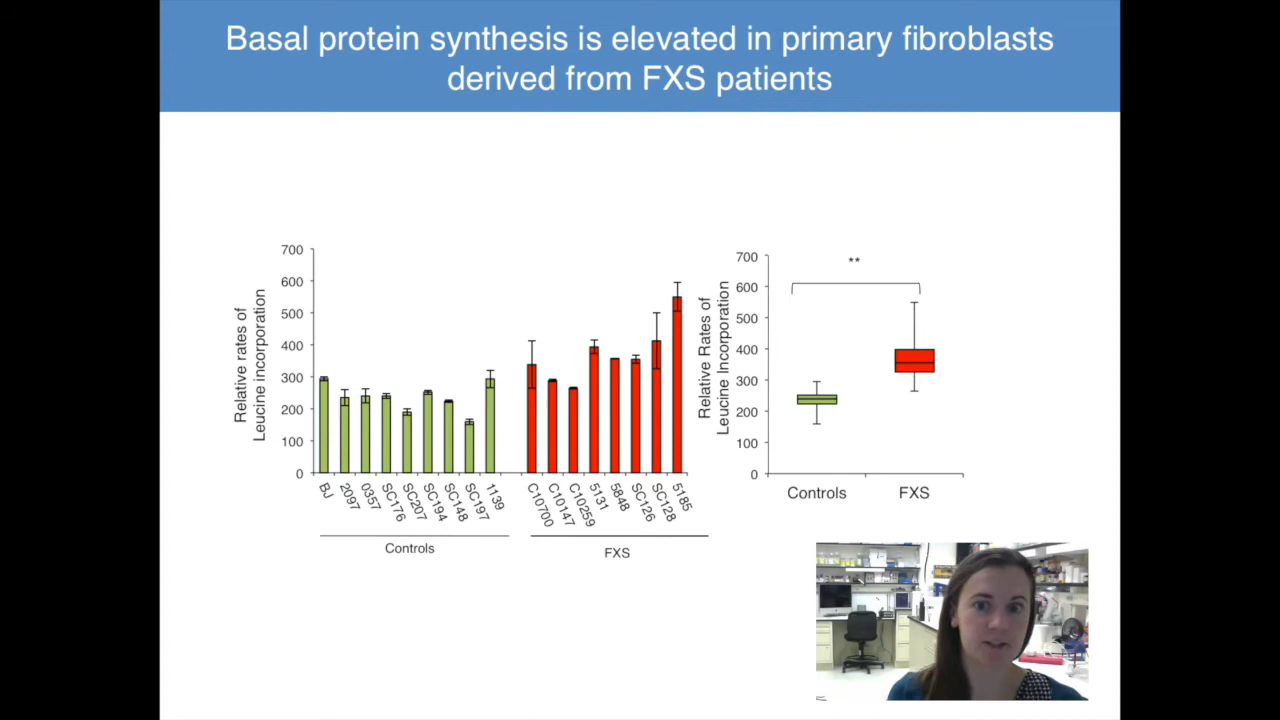 Basal protein synthesis is elevated in primary fibroblasts
derived from FXS patients
Relative rates of
Leucine incorporation
700
600
500
400
300
200
100
0
BJ
2097
0357
SC176
SC207
SC194
SC148
SC197
1139
C10700
C10147
C10259
5131
5848
SC126
SC128
5185
Controls
FXS
Relative Rates of
Leucine Incorporation
700
600
500
400
300
200
100
0
**
Controls
FXS